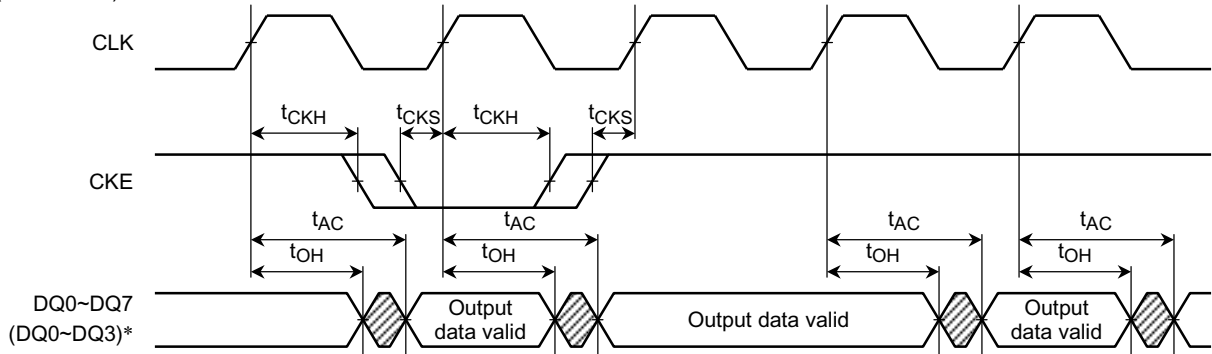 CLK
tCKH tCKS tCKH tCKS
CKE
tAC tAC tAC tAC
tOH tOH tOH tOH
DQ0~DQ7
(DQ0~DQ3)*
Output
data valid
Output data valid
Output
data valid